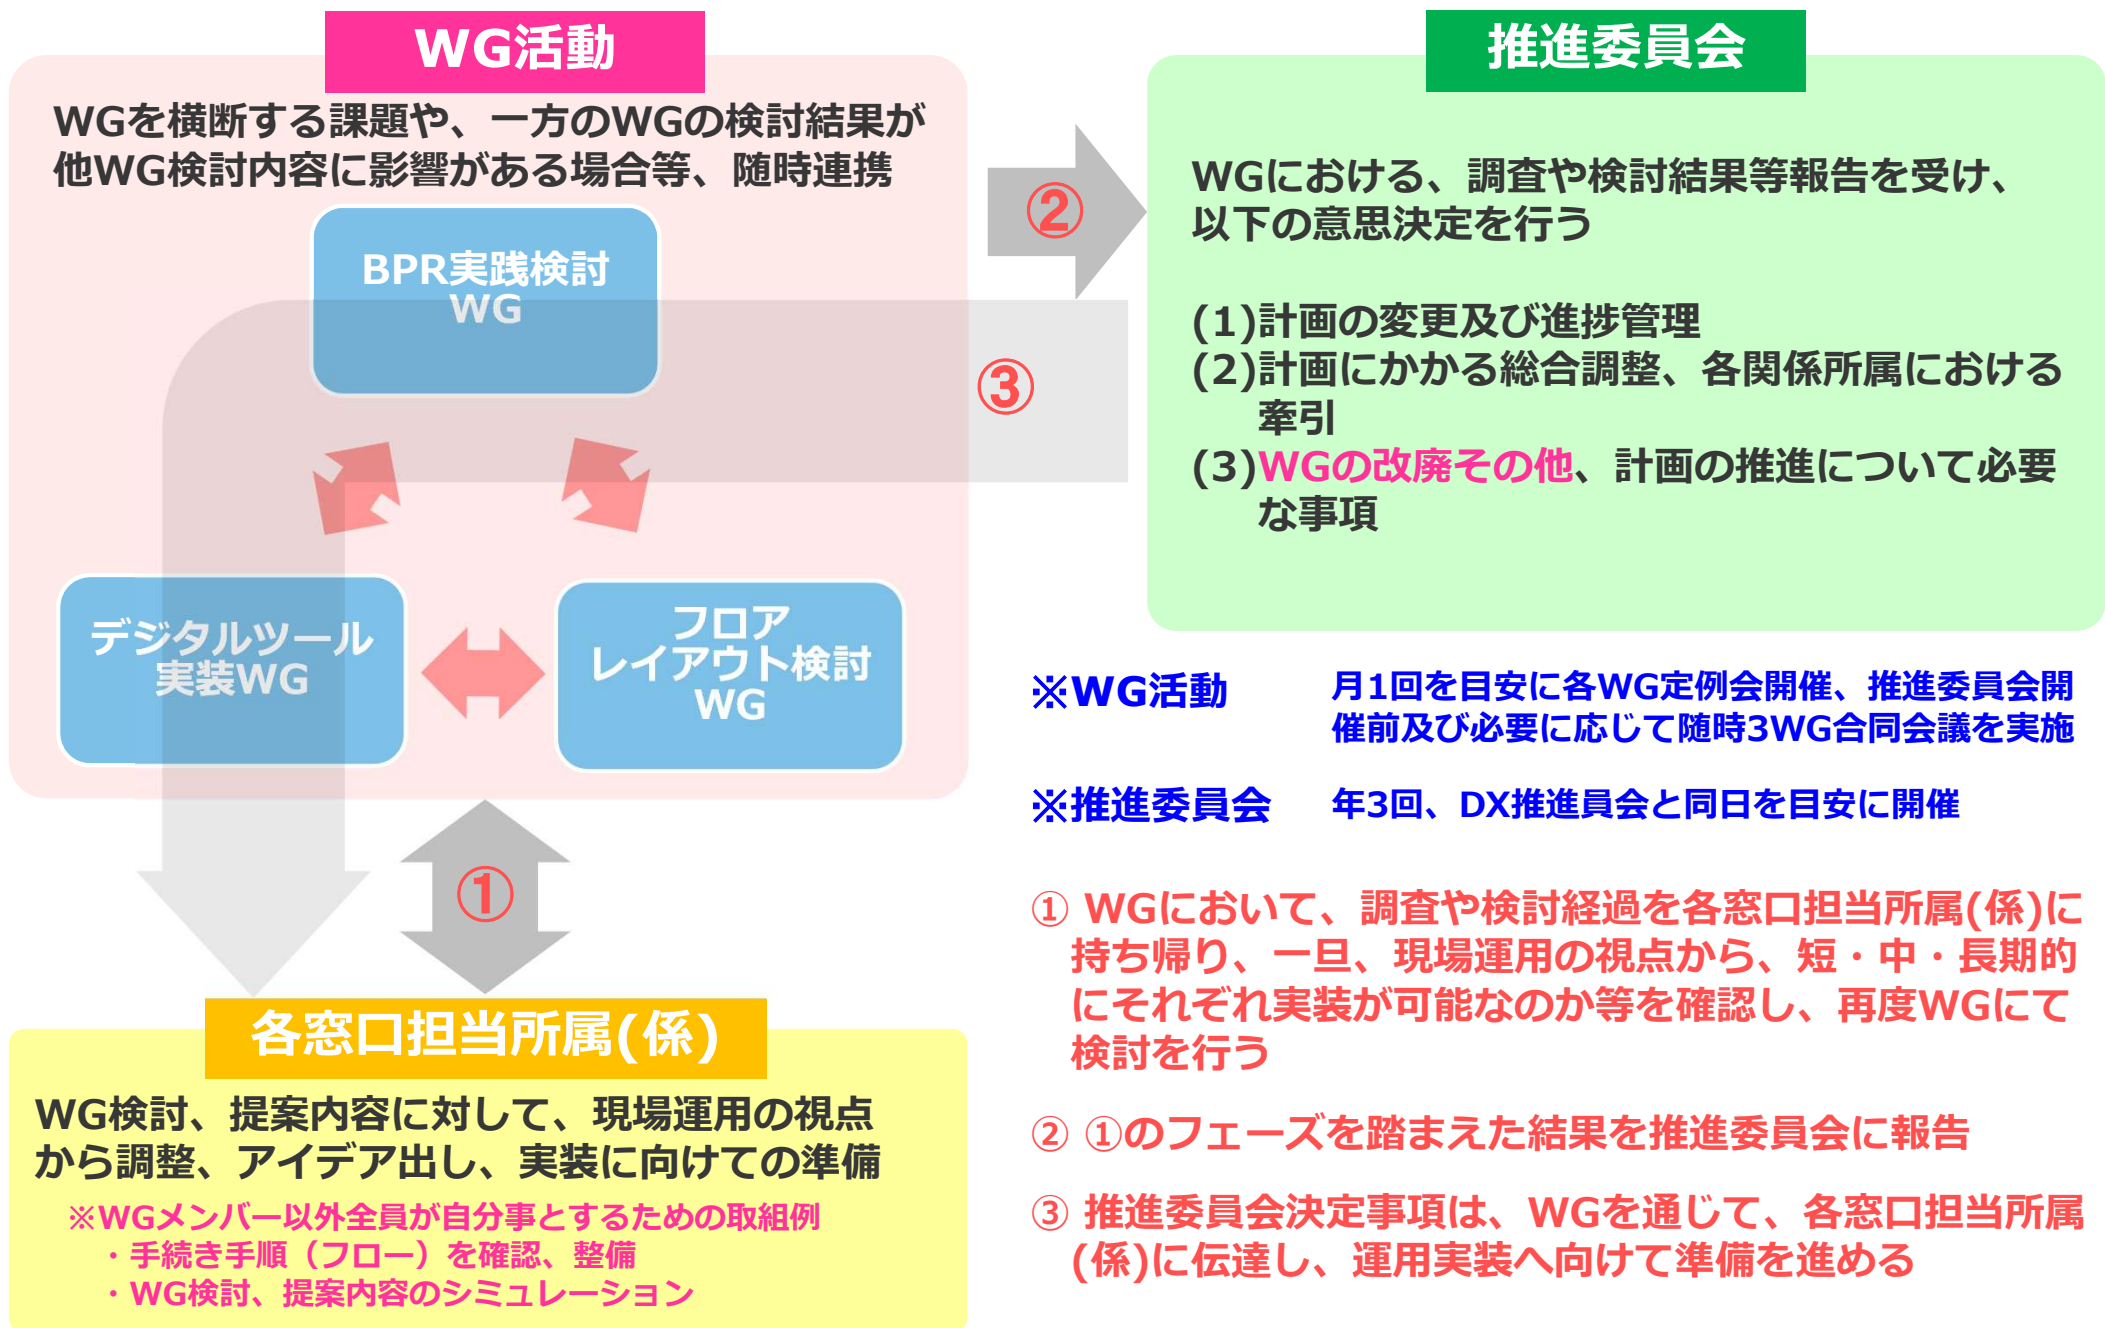 WG活動
WGを横断する課題や、一方のWGの検討結果が
他WG検討内容に影響がある場合等、随時連携
BPR実践検討
WG
デジタルツール
実装WG
フロア
レイアウト検討
WG
②
③
①
推進委員会
WGにおける、調査や検討結果等報告を受け、
以下の意思決定を行う
(1)計画の変更及び進捗管理
(2)計画にかかる総合調整、各関係所属における
牽引
(3)WGの改廃その他、計画の推進について必要
な事項
※WG活動 月1回を目安に各WG定例会開催、推進委員会開
催前及び必要に応じて随時3WG合同会議を実施
※推進委員会 年3回、DX推進員会と同日を目安に開催
① WGにおいて、調査や検討経過を各窓口担当所属(係)に
持ち帰り、一旦、現場運用の視点から、短・中・長期的
にそれぞれ実装が可能なのか等を確認し、再度WGにて
検討を行う
② ①のフェーズを踏まえた結果を推進委員会に報告
③ 推進委員会決定事項は、WGを通じて、各窓口担当所属
(係)に伝達し、運用実装へ向けて準備を進める
各窓口担当所属(係)
WG検討、提案内容に対して、現場運用の視点
から調整、アイデア出し、実装に向けての準備
※WGメンバー以外全員が自分事とするための取組例
・手続き手順（フロー）を確認、整備
・WG検討、提案内容のシミュレーション